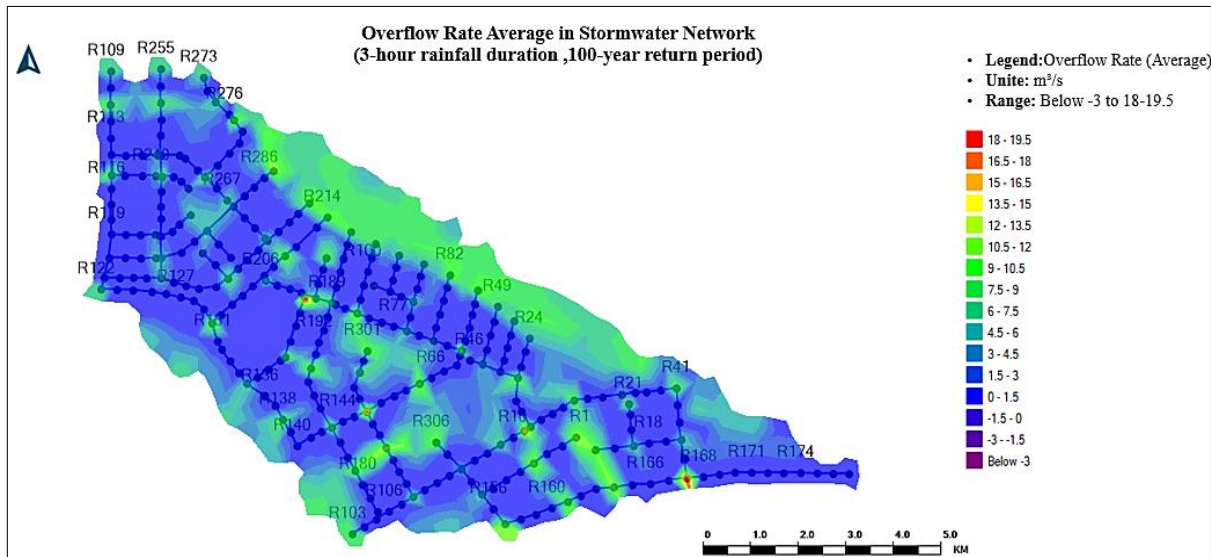 Overflow Rate Average in Stormwater Network
(3-hour rainfall duration ,100-year return period)
R109 R255 R273
R276
R113
R286
R116 R240
R267
R214
R119
R100
R206 R82
R122 R127
R189 R49
R77
R192 R24
R131 R301
R46
R66
R136 R41
R21
R138 R144
R140 R306 R10 R1 R18
R180 R168 R171 R174
R166
R106 R156 R160
R103
• Legend:Overflow Rate (Average)
• Unite: m³/s
• Range: Below -3 to 18-19.5
18 - 19.5
16.5 - 18
15 - 16.5
13.5 - 15
12 - 13.5
10.5 - 12
9 - 10.5
7.5 - 9
6 - 7.5
4.5 - 6
3 - 4.5
1.5 - 3
0 - 1.5
-1.5 - 0
-3 - -1.5
Below -3
0 1.0 2.0 3.0 4.0 5.0
KM